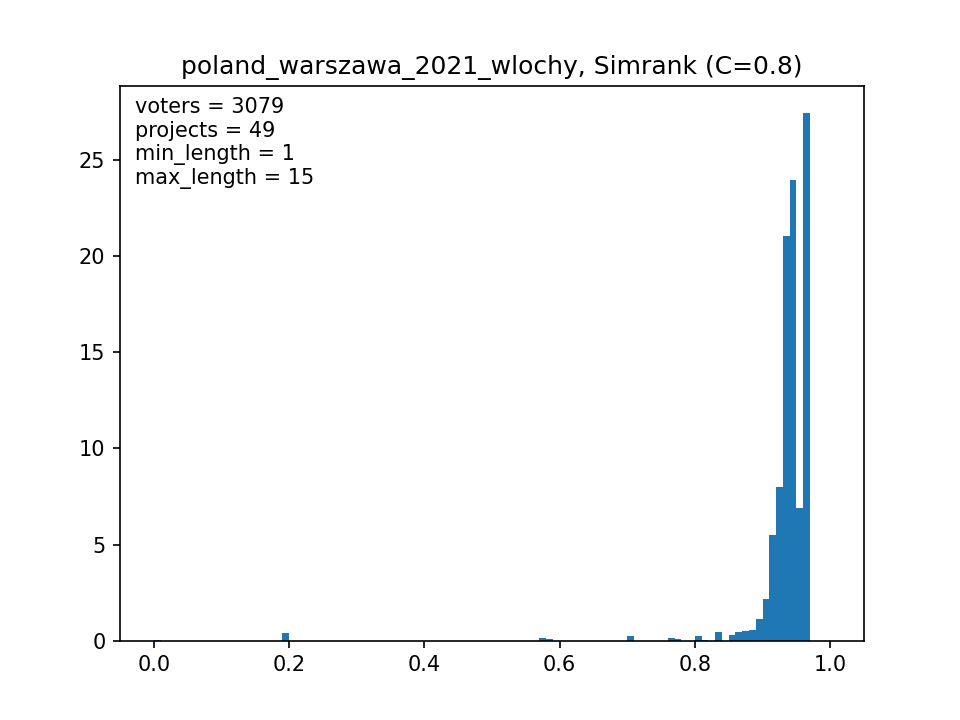 poland_warszawa_2021_wlochy, Simrank (C=0.8)
voters = 3079
projects = 49
min_length = 1
max_length = 15
25
20
15
10
5
0
0.0 0.2 0.4 0.6 0.8 1.0